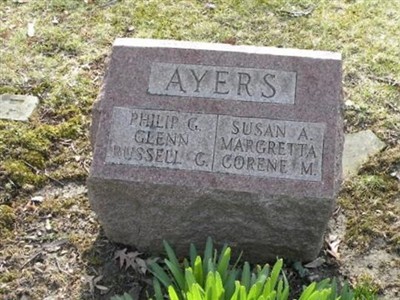 AYERS
PHILIP G.
GLENN
RUSSELL G.
SUSAN A.
MARGRETTA
CORENE M.